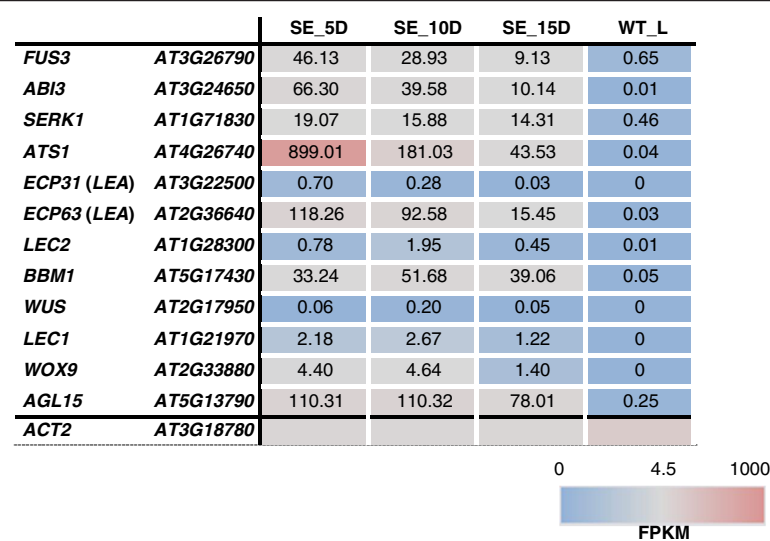 SE_5D SE_10D SE_15D WT_L
FUS3 AT3G26790 46.13 28.93 9.13 0.65
ABI3 AT3G24650 66.30 39.58 10.14 0.01
SERK1 AT1G71830 19.07 15.88 14.31 0.46
ATS1 AT4G26740 899.01 181.03 43.53 0.04
ECP31 (LEA) AT3G22500 0.70 0.28 0.03 0
ECP63 (LEA) AT2G36640 118.26 92.58 15.45 0.03
LEC2 AT1G28300 0.78 1.95 0.45 0.01
BBM1 AT5G17430 33.24 51.68 39.06 0.05
WUS AT2G17950 0.06 0.20 0.05 0
LEC1 AT1G21970 2.18 2.67 1.22 0
WOX9 AT2G33880 4.40 4.64 1.40 0
AGL15 AT5G13790 110.31 110.32 78.01 0.25
ACT2 AT3G18780
0 4.5 1000
FPKM